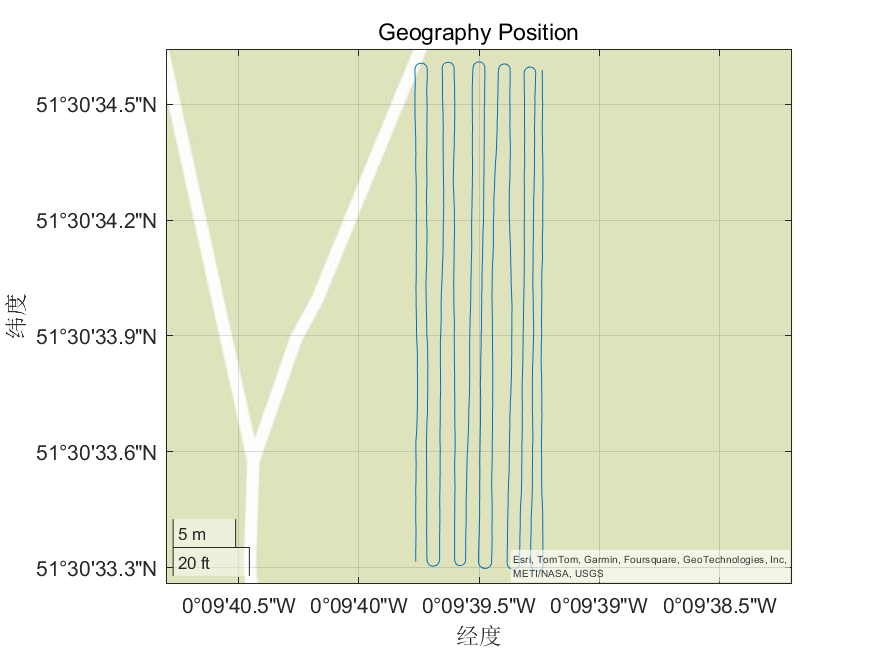 Geography Position
51°30'34.5"N
51°30'34.2"N
51°30'33.9"N
51°30'33.6"N
51°30'33.3"N
纬度
5 m
20 ft
Esri, TomTom, Garmin, Foursquare, GeoTechnologies, Inc,
METI/NASA, USGS
0°09'40.5"W 0°09'40"W 0°09'39.5"W 0°09'39"W 0°09'38.5"W
经度